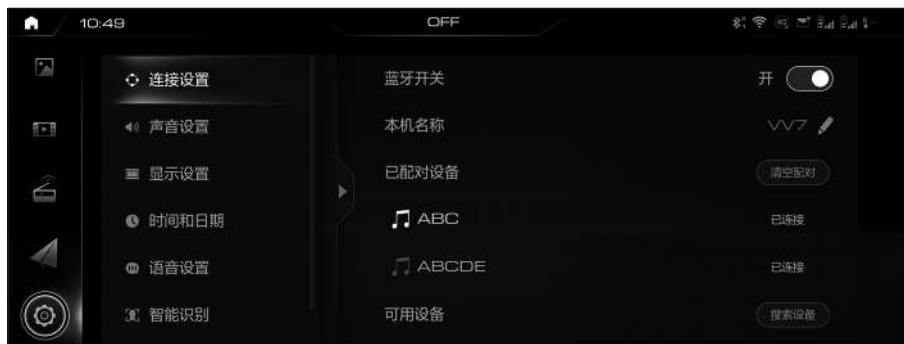 10:49
OFF
连接设置
声音设置
显示设置
时间和日期
语音设置
智能识别
蓝牙开关 开
本机名称 VV7
已配对设备 清空配对
ABC 已连接
ABCDE 已连接
可用设备 搜索设备